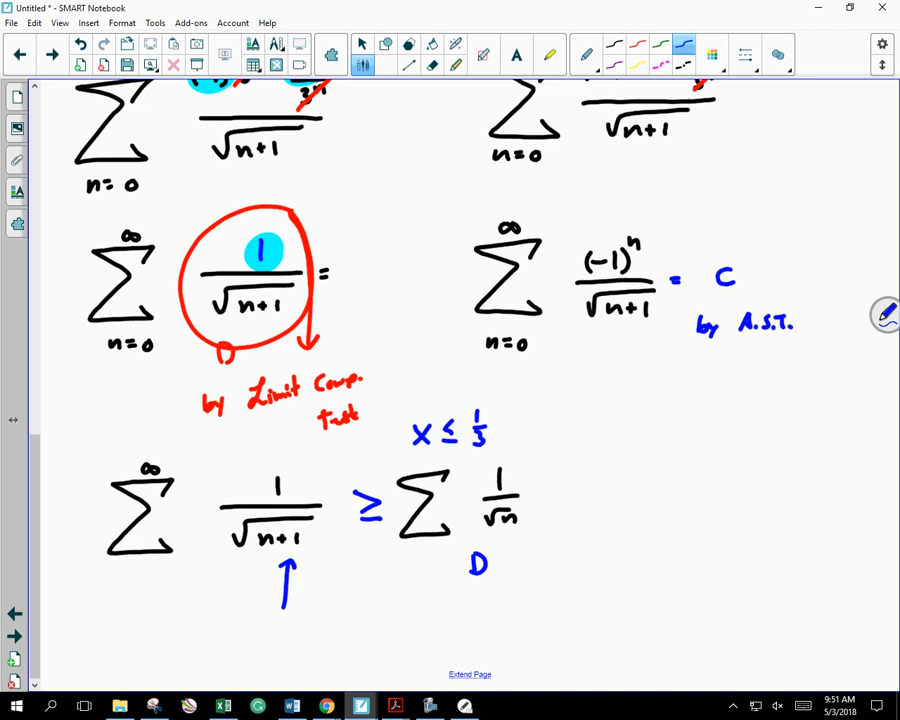 Untitled * - SMART Notebook
File Edit View Insert Format Tools Add-ons Account Help
√n+1
n = 0
√n+1
n = 0
∞
Σ 1/√n+1 =
n = 0
D
by Limit Comp.
Test
∞
Σ (-1)^n/√n+1 = C
n = 0
by A.S.T.
x ≤ 1/3
∞
Σ 1/√n+1 ≥ Σ 1/√n
D
Extend Page
9:51 AM
5/3/2018